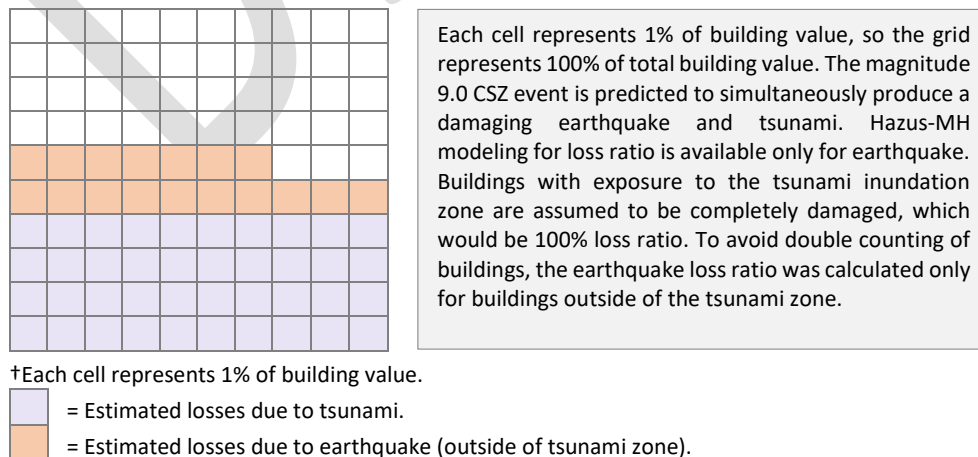 Each cell represents 1% of building value, so the grid
represents 100% of total building value. The magnitude
9.0 CSZ event is predicted to simultaneously produce a
damaging earthquake and tsunami. Hazus-MH
modeling for loss ratio is available only for earthquake.
Buildings with exposure to the tsunami inundation
zone are assumed to be completely damaged, which
would be 100% loss ratio. To avoid double counting of
buildings, the earthquake loss ratio was calculated only
for buildings outside of the tsunami zone.
†Each cell represents 1% of building value.
= Estimated losses due to tsunami.
= Estimated losses due to earthquake (outside of tsunami zone).